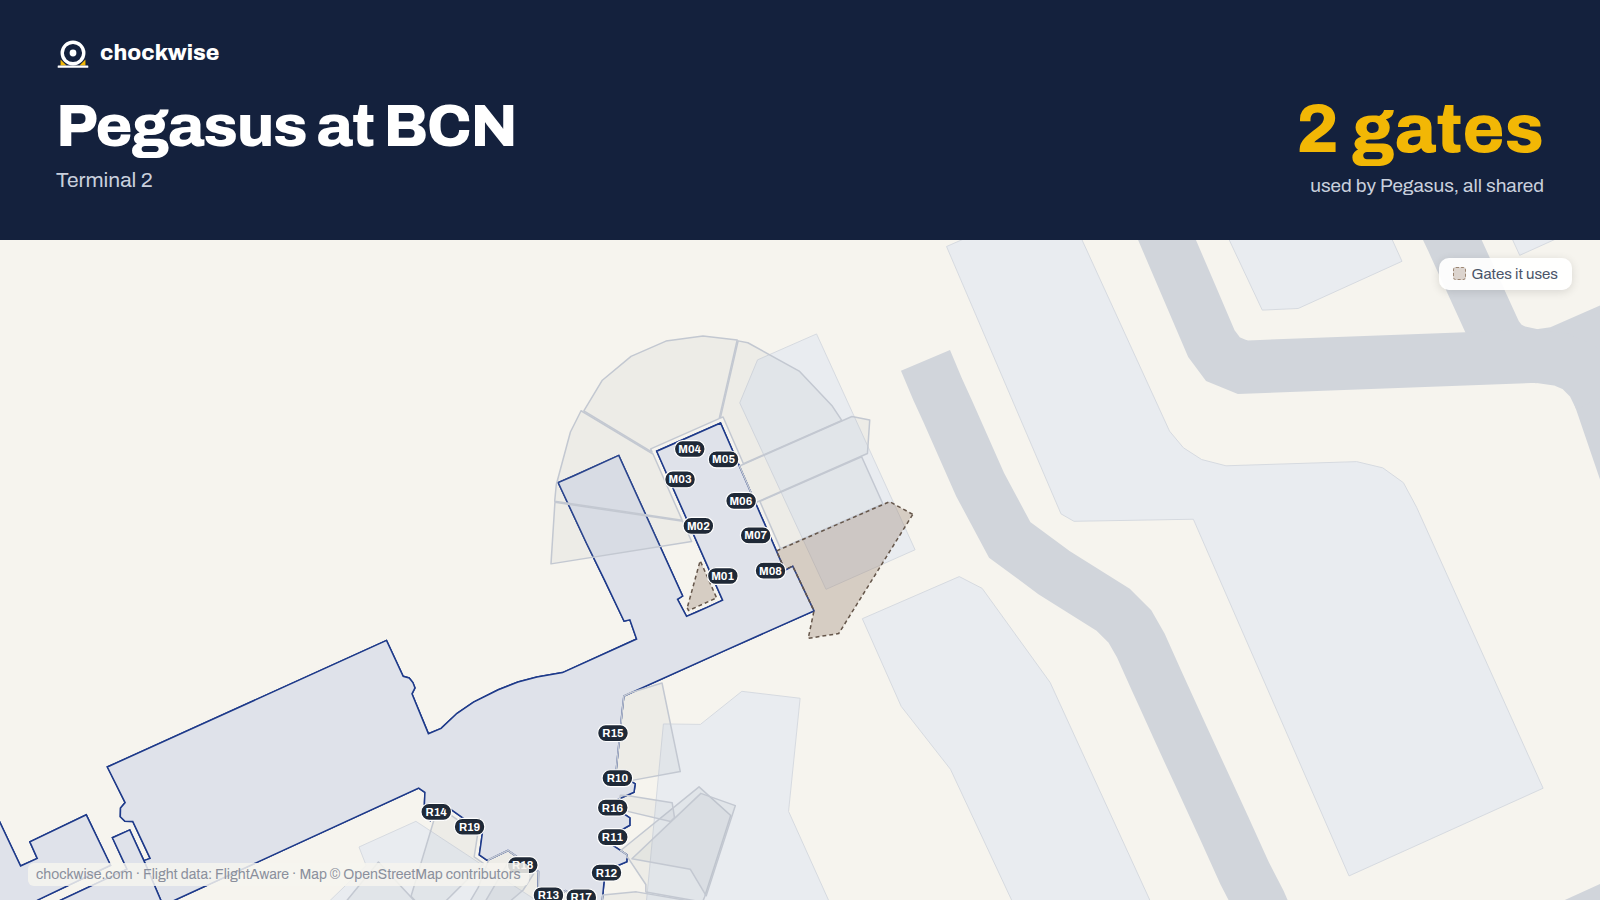 chockwise
Pegasus at BCN
Terminal 2
2 gates
used by Pegasus, all shared
Gates it uses
M04
M05
M03
M06
M02
M07
M08
M01
R15
R10
R16
R14
R19
R11
R18
R12
chockwise.com · Flight data: FlightAware · Map © OpenStreetMap contributors
R13
R17